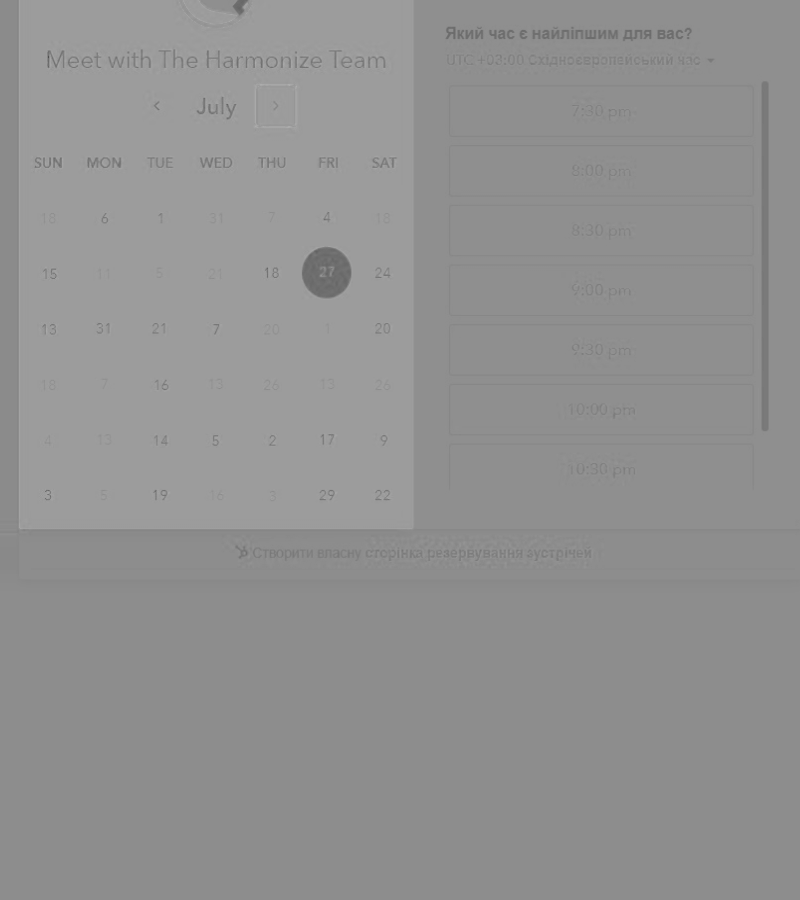 Meet with The Harmonize Team
July
SUN MON TUE WED THU FRI SAT
18 6 1 31 7 4 18
15 11 5 21 18 27 24
13 31 21 7 20 1 20
18 7 16 13 26 13 26
4 13 14 5 2 17 9
3 5 19 16 3 29 22
Який час є найліпшим для вас?
UTC +03:00 Східноєвропейський час
7:30 pm
8:00 pm
8:30 pm
9:00 pm
9:30 pm
10:00 pm
10:30 pm
Створити власну сторінка резервування зустрічей